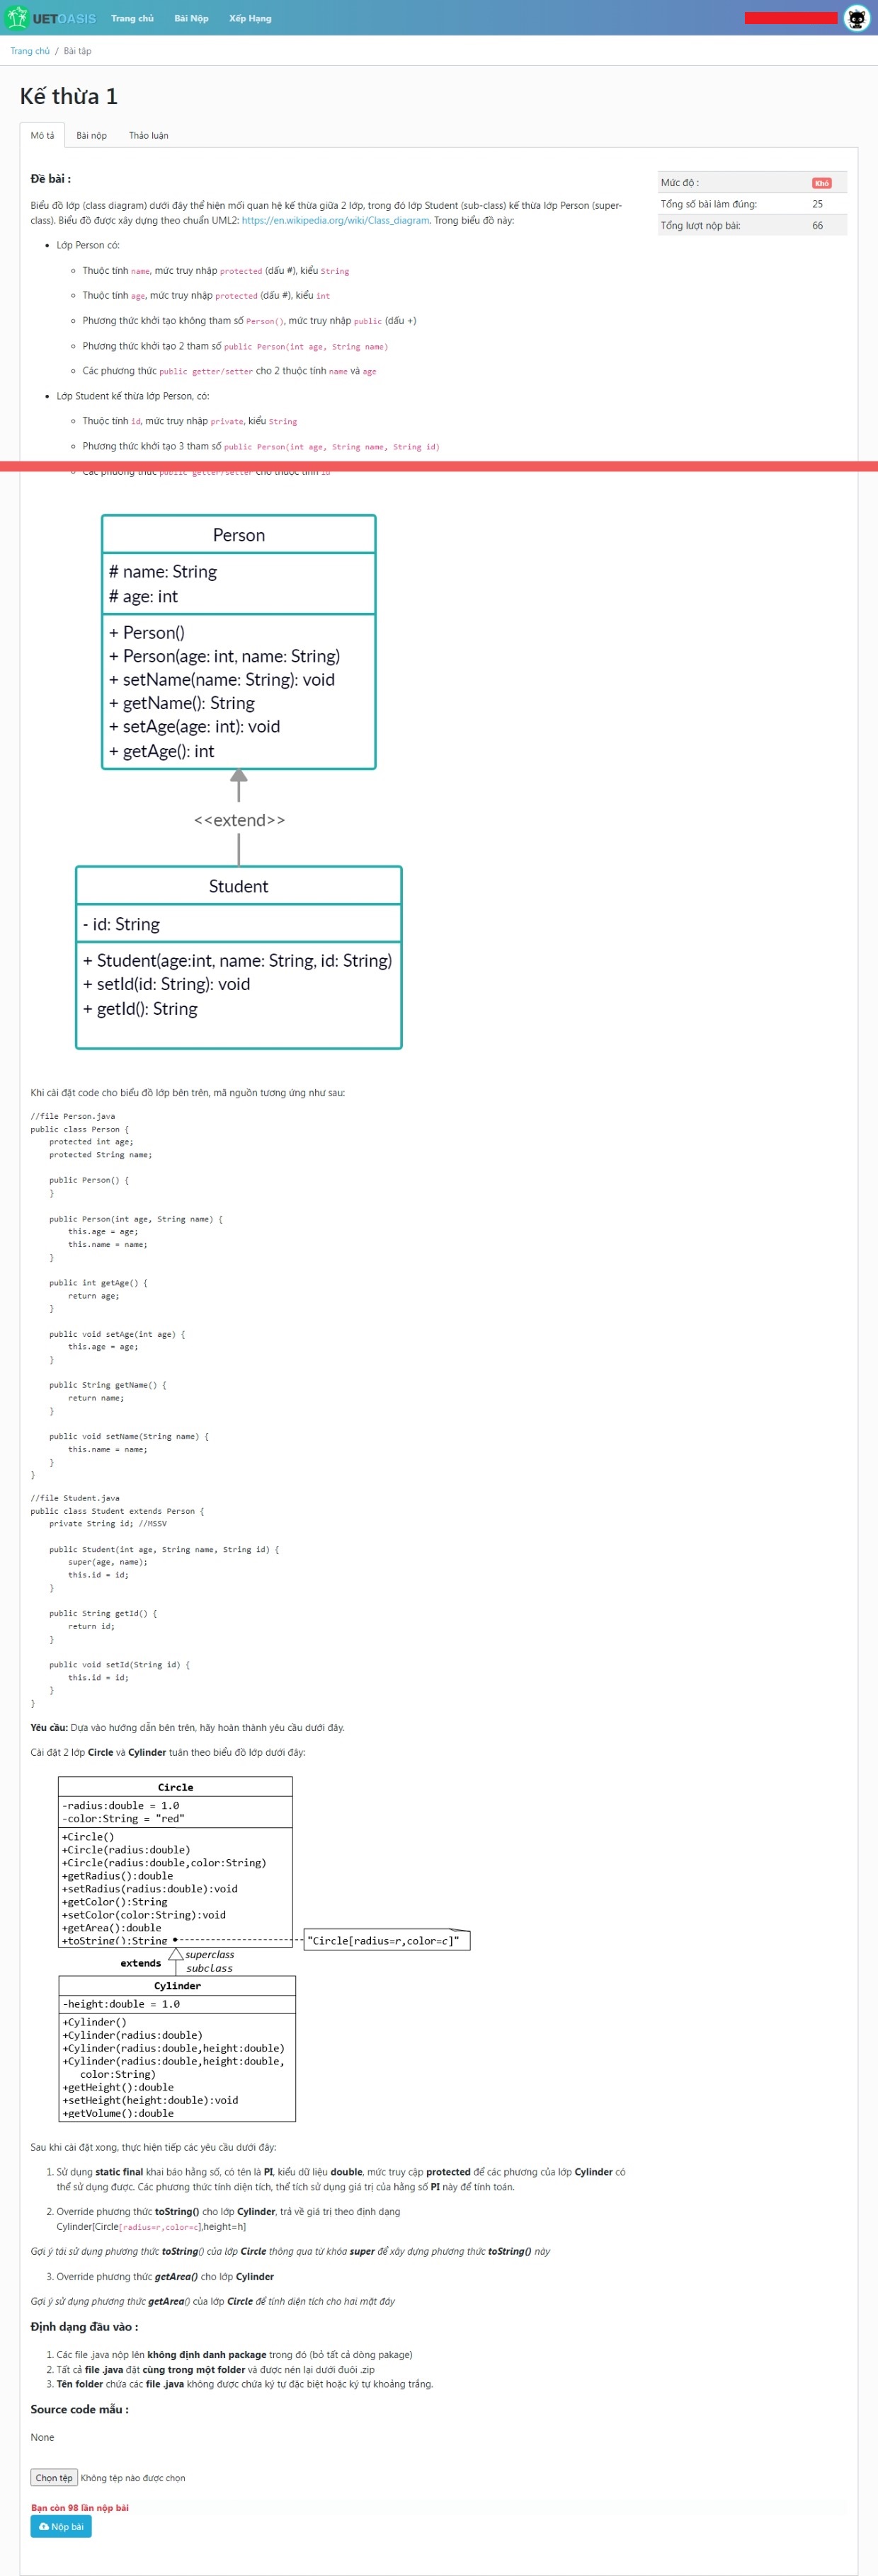 UETOASIS Trang chủ Bài Nộp Xếp Hạng
Trang chủ / Bài tập
Kế thừa 1
Mô tả Bài nộp Thảo luận
Đề bài :
Biểu đồ lớp (class diagram) dưới đây thể hiện mối quan hệ kế thừa giữa 2 lớp, trong đó lớp Student (sub-class) kế thừa lớp Person (super-
class). Biểu đồ được xây dựng theo chuẩn UML2: https://en.wikipedia.org/wiki/Class_diagram. Trong biểu đồ này:
Mức độ : Khó
Tổng số bài làm đúng: 25
Tổng lượt nộp bài: 66
Lớp Person có:
Thuộc tính name, mức truy nhập protected (dấu #), kiểu String
Thuộc tính age, mức truy nhập protected (dấu #), kiểu int
Phương thức khởi tạo không tham số Person(), mức truy nhập public (dấu +)
Phương thức khởi tạo 2 tham số public Person(int age, String name)
Các phương thức public getter/setter cho 2 thuộc tính name và age
Lớp Student kế thừa lớp Person, có:
Thuộc tính id, mức truy nhập private, kiểu String
Phương thức khởi tạo 3 tham số public Person(int age, String name, String id)
Các phương thức public getter/setter cho thuộc tính id
Person
# name: String
# age: int
+ Person()
+ Person(age: int, name: String)
+ setName(name: String): void
+ getName(): String
+ setAge(age: int): void
+ getAge(): int
<<extend>>
Student
- id: String
+ Student(age:int, name: String, id: String)
+ setId(id: String): void
+ getId(): String
Khi cài đặt code cho biểu đồ lớp bên trên, mã nguồn tương ứng như sau:
//file Person.java
public class Person {
protected int age;
protected String name;
public Person() {
}
public Person(int age, String name) {
this.age = age;
this.name = name;
}
public int getAge() {
return age;
}
public void setAge(int age) {
this.age = age;
}
public String getName() {
return name;
}
public void setName(String name) {
this.name = name;
}
}
//file Student.java
public class Student extends Person {
private String id; //MSSV
public Student(int age, String name, String id) {
super(age, name);
this.id = id;
}
public String getId() {
return id;
}
public void setId(String id) {
this.id = id;
}
}
Yêu cầu: Dựa vào hướng dẫn bên trên, hãy hoàn thành yêu cầu dưới đây.
Cài đặt 2 lớp Circle và Cylinder tuân theo biểu đồ lớp dưới đây:
Circle
-radius:double = 1.0
-color:String = "red"
+Circle()
+Circle(radius:double)
+Circle(radius:double,color:String)
+getRadius():double
+setRadius(radius:double):void
+getColor():String
+setColor(color:String):void
+getArea():double
+toString():String
"Circle[radius=r,color=c]"
superclass
extends
subclass
Cylinder
-height:double = 1.0
+Cylinder()
+Cylinder(radius:double)
+Cylinder(radius:double,height:double)
+Cylinder(radius:double,height:double,
color:String)
+getHeight():double
+setHeight(height:double):void
+getVolume():double
Sau khi cài đặt xong, thực hiện tiếp các yêu cầu dưới đây:
1. Sử dụng static final khai báo hằng số, có tên là PI, kiểu dữ liệu double, mức truy cập protected để các phương của lớp Cylinder có
thể sử dụng được. Các phương thức tính diện tích, thể tích sử dụng giá trị của hằng số PI này để tính toán.
2. Override phương thức toString() cho lớp Cylinder, trả về giá trị theo định dạng
Cylinder[Circle[radius=r,color=c],height=h]
Gợi ý tái sử dụng phương thức toString() của lớp Circle thông qua từ khóa super để xây dựng phương thức toString() này
3. Override phương thức getArea() cho lớp Cylinder
Gợi ý sử dụng phương thức getArea() của lớp Circle để tính diện tích cho hai mặt đáy
Định dạng đầu vào :
1. Các file .java nộp lên không định danh package trong đó (bỏ tất cả dòng pakage)
2. Tất cả file .java đặt cùng trong một folder và được nén lại dưới đuôi .zip
3. Tên folder chứa các file .java không được chứa ký tự đặc biệt hoặc ký tự khoảng trắng.
Source code mẫu :
None
Chọn tệp Không tệp nào được chọn
Bạn còn 98 lần nộp bài
Nộp bài